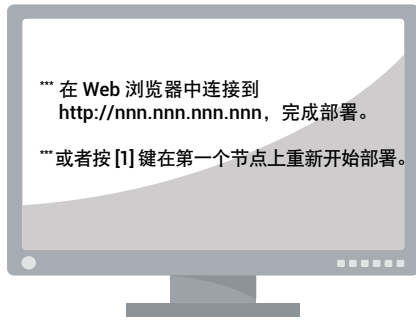 *** 在 Web 浏览器中连接到
http://nnn.nnn.nnn.nnn，完成部署。
*** 或者按 [1] 键在第一个节点上重新开始部署。